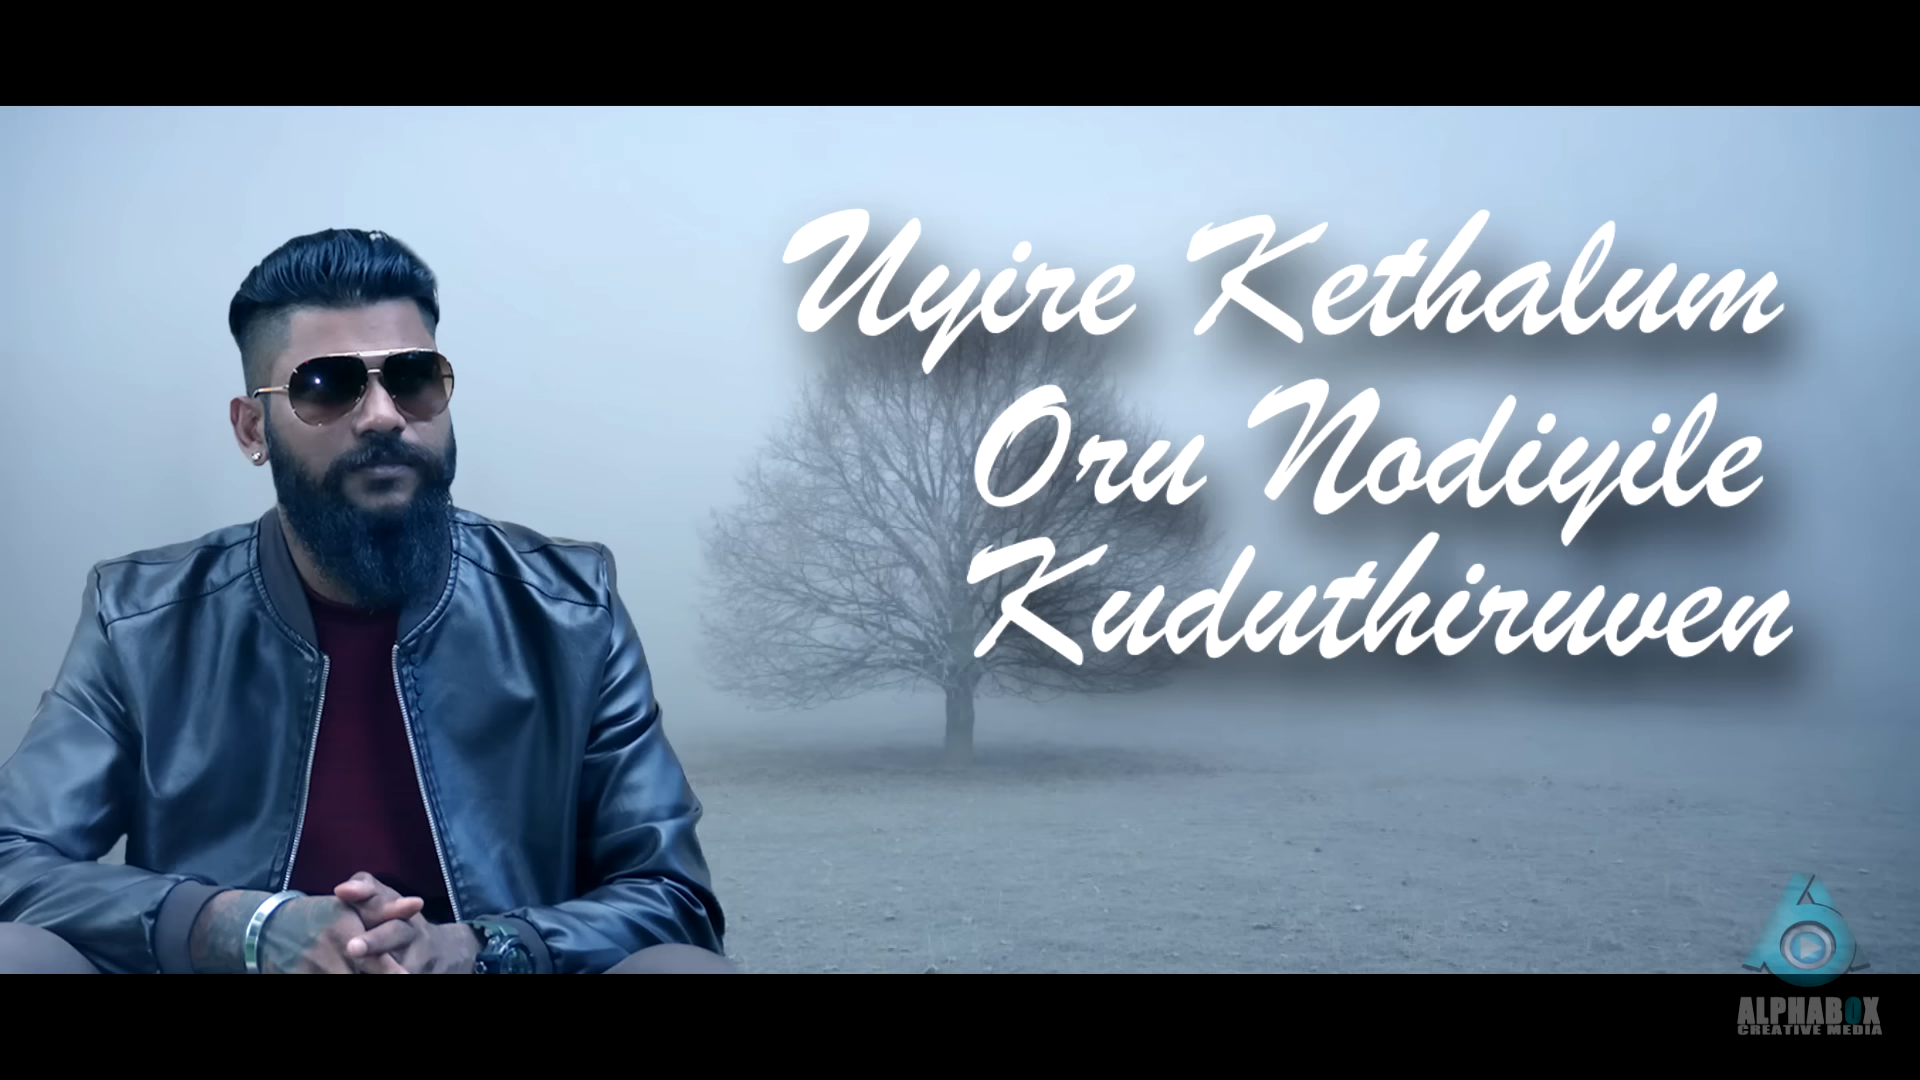 Uyire Kethalum
Oru Nodiyile
Kuduthiruven
ALPHABOX
CREATIVE MEDIA